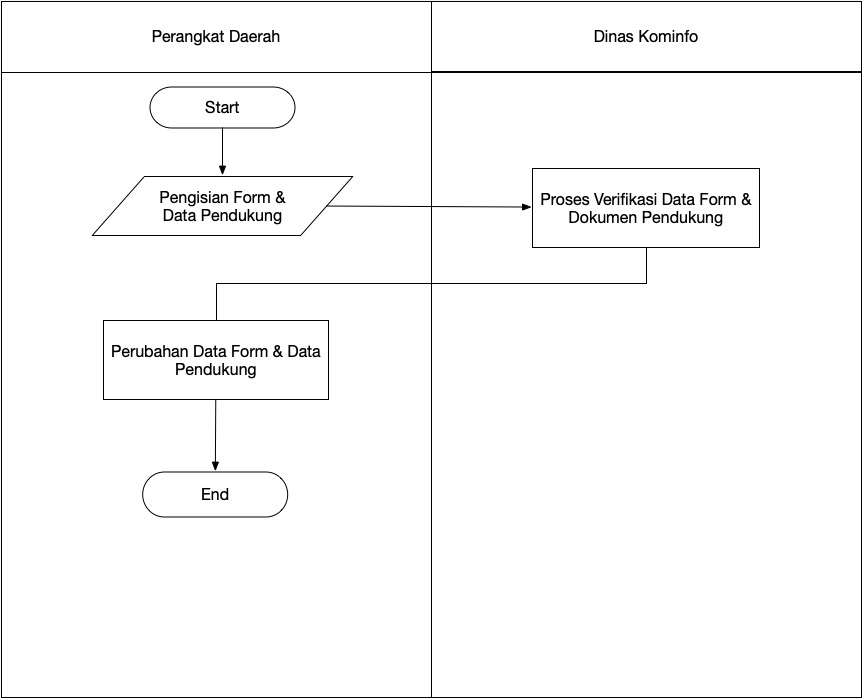 Perangkat Daerah
Dinas Kominfo
Start
Pengisian Form &
Data Pendukung
Proses Verifikasi Data Form &
Dokumen Pendukung
Perubahan Data Form & Data
Pendukung
End